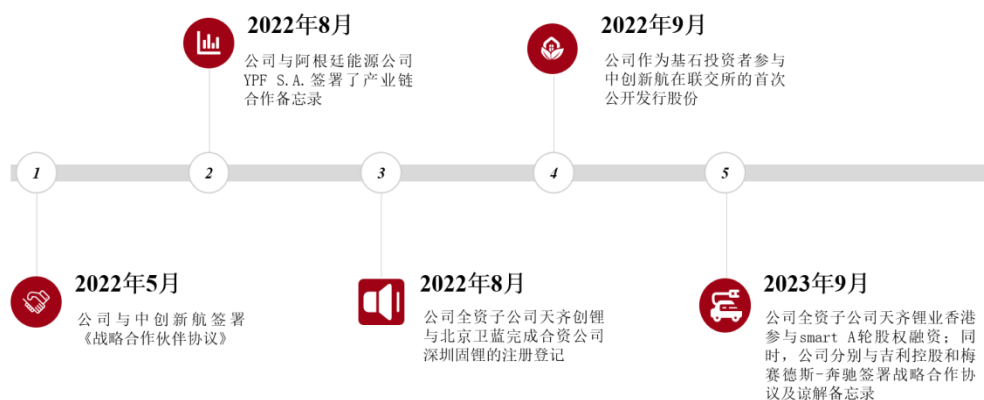 2022年8月
公司与阿根廷能源公司
YPF S.A.签署了产业链
合作备忘录
2022年9月
公司作为基石投资者参与
中创新航在联交所的首次
公开发行股份
1
2
3
4
5
2022年5月
公司与中创新航签署
《战略合作伙伴协议》
2022年8月
公司全资子公司天齐创锂
与北京卫蓝完成合资公司
深圳固锂的注册登记
2023年9月
公司全资子公司天齐锂业香港
参与smart A轮股权融资；同
时，公司分别与吉利控股和梅
赛德斯-奔驰签署战略合作协
议及谅解备忘录